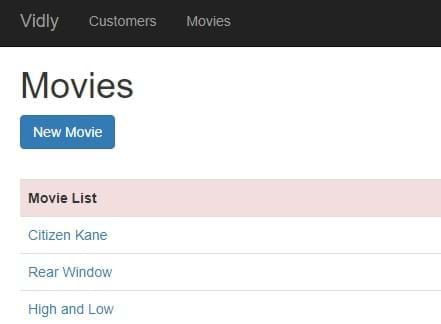 Vidly Customers Movies
Movies
New Movie
Movie List
Citizen Kane
Rear Window
High and Low